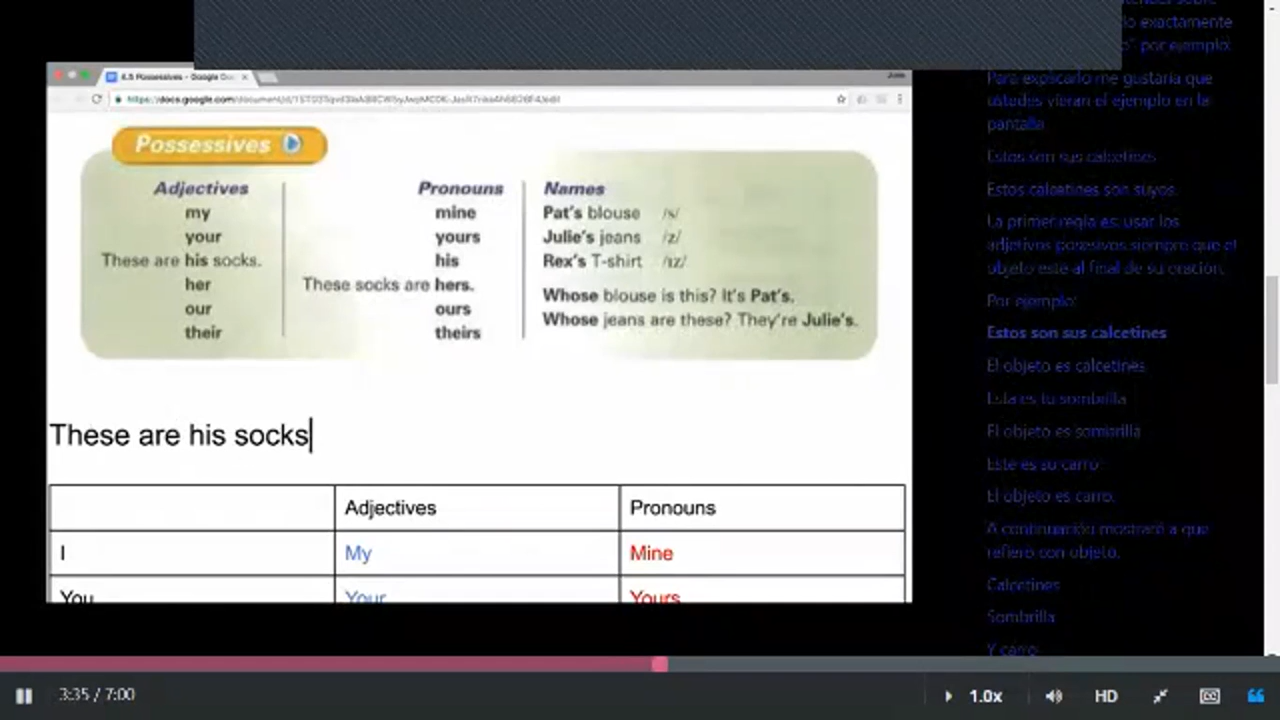 4.5 Possessives - Google Do
Possessives
Adjectives
my
your
These are his socks.
her
our
their
Pronouns
mine
yours
his
These socks are hers.
ours
theirs
Names
Pat's blouse /s/
Julie's jeans /z/
Rex's T-shirt /ɪz/
Whose blouse is this? It's Pat's.
Whose jeans are these? They're Julie's.
These are his socks
Adjectives Pronouns
I My Mine
You Your Yours
lo exactamente
por ejemplo:
Para explicarlo me gustaría que
ustedes vieran el ejemplo en la
pantalla
Estos son sus calcetines
Estos calcetines son suyos.
La primer regla es: usar los
adjetivos posesivos siempre que el
objeto esté al final de su oración.
Por ejemplo:
Estos son sus calcetines
El objeto es calcetines
Esta es tu sombrilla
El objeto es sombrilla
Este es su carro
El objeto es carro.
A continuación mostraré a que
refiero con objeto.
Calcetines
Sombrilla
Y carro
3:35 / 7:00
1.0x
HD